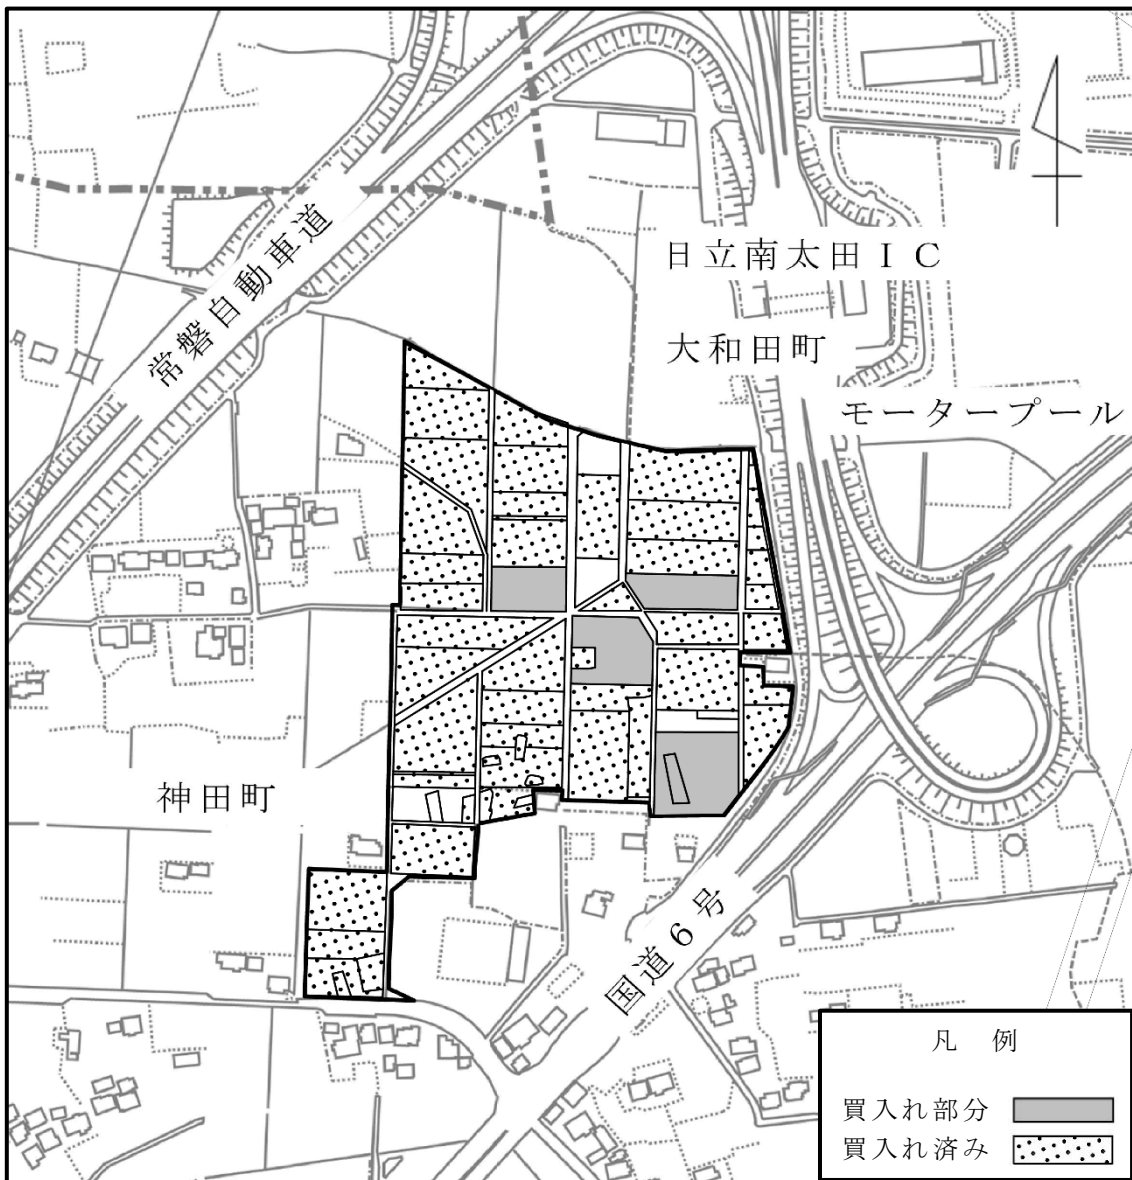 日立南太田ＩＣ
常磐自動車道
大和田町
モータープール
神田町
国道６号
凡　例
買入れ部分
買入れ済み